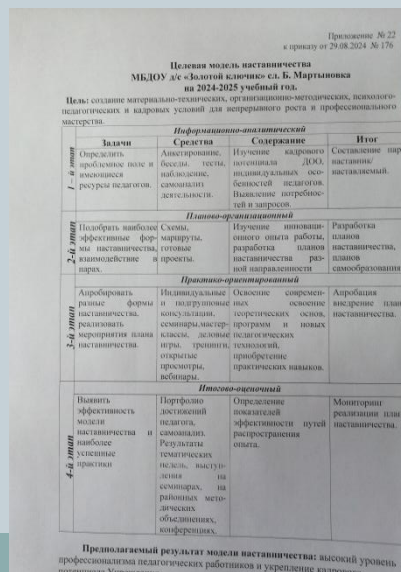 Приложение № 22
к приказу от 29.08.2024 № 176
Целевая модель наставничества
МБДОУ д/с «Золотой ключик» сл. Б. Мартыновка
на 2024-2025 учебный год.
Цель: создание материально-технических, организационно-методических, психолого-
педагогических и кадровых условий для непрерывного роста и профессионального
мастерства.
Информационно-аналитический
Задачи Средства Содержание Итог
1 – й этап
Определить
проблемное поле и
имеющиеся
ресурсы педагогов.
Анкетирование,
беседы, тесты,
наблюдение,
самоанализ
деятельности.
Изучение кадрового
потенциала ДОО,
индивидуальных осо-
бенностей педагогов.
Выявление потребнос-
тей и запросов.
Составление пар
наставник/
наставляемый.
Планово-организационный
2-й этап
Подобрать наиболее
эффективные фор-
мы наставничества,
взаимодействие в
парах.
Схемы,
маршруты,
готовые
проекты.
Изучение инноваци-
онного опыта работы,
разработка планов
наставничества раз-
ной направленности
Разработка
планов
наставничества,
планов
самообразования
Практико-ориентированный
3-й этап
Апробировать
разные формы
наставничества,
реализовать
мероприятия плана
наставничества.
Индивидуальные
и подгрупповые
консультации,
семинары,мастер-
классы, деловые
игры, тренинги,
открытые
просмотры,
вебинары.
Освоение современ-
ных освоение
теоретических основ,
программ и новых
педагогических
технологий,
приобретение
практических навыков.
Апробация
внедрение план
наставничества.
Итогово-оценочный
4-й этап
Выявить
эффективность
модели
наставничества и
наиболее
успешные
практики
Портфолио
достижений
педагога,
самоанализ.
Результаты
тематических
недель, выступ-
ления на
семинарах, на
районных мето-
дических
объединениях,
конференциях.
Определение
показателей
эффективности путей
распространения
опыта.
Мониторинг
реализации план
наставничества.
Предполагаемый результат модели наставничества: высокий уровень
профессионализма педагогических работников и укрепление